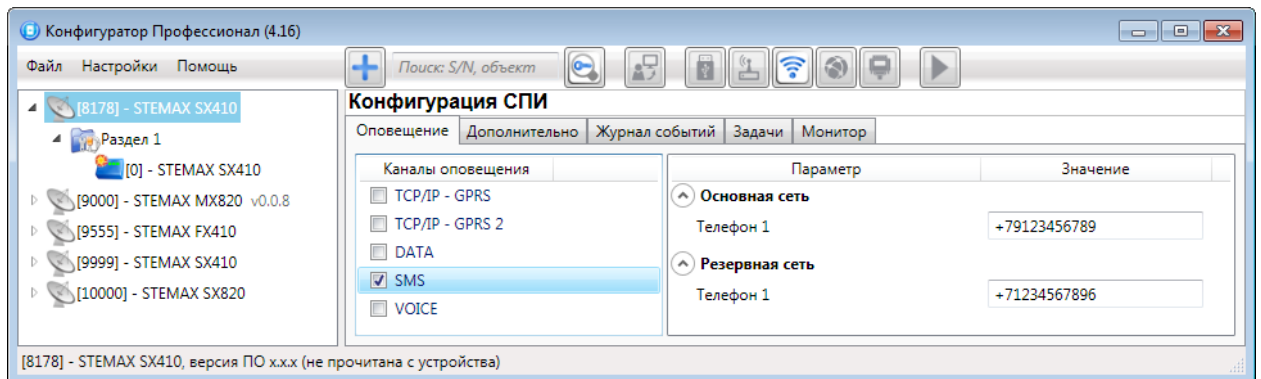 Конфигуратор Профессионал (4.16)
Файл Настройки Помощь
Поиск: S/N, объект
[8178] - STEMAX SX410
Раздел 1
[0] - STEMAX SX410
[9000] - STEMAX MX820 v0.0.8
[9555] - STEMAX FX410
[9999] - STEMAX SX410
[10000] - STEMAX SX820
Конфигурация СПИ
Оповещение Дополнительно Журнал событий Задачи Монитор
Каналы оповещения
TCP/IP - GPRS
TCP/IP - GPRS 2
DATA
SMS
VOICE
Параметр Значение
Основная сеть
Телефон 1 +79123456789
Резервная сеть
Телефон 1 +71234567896
[8178] - STEMAX SX410, версия ПО x.x.x (не прочитана с устройства)